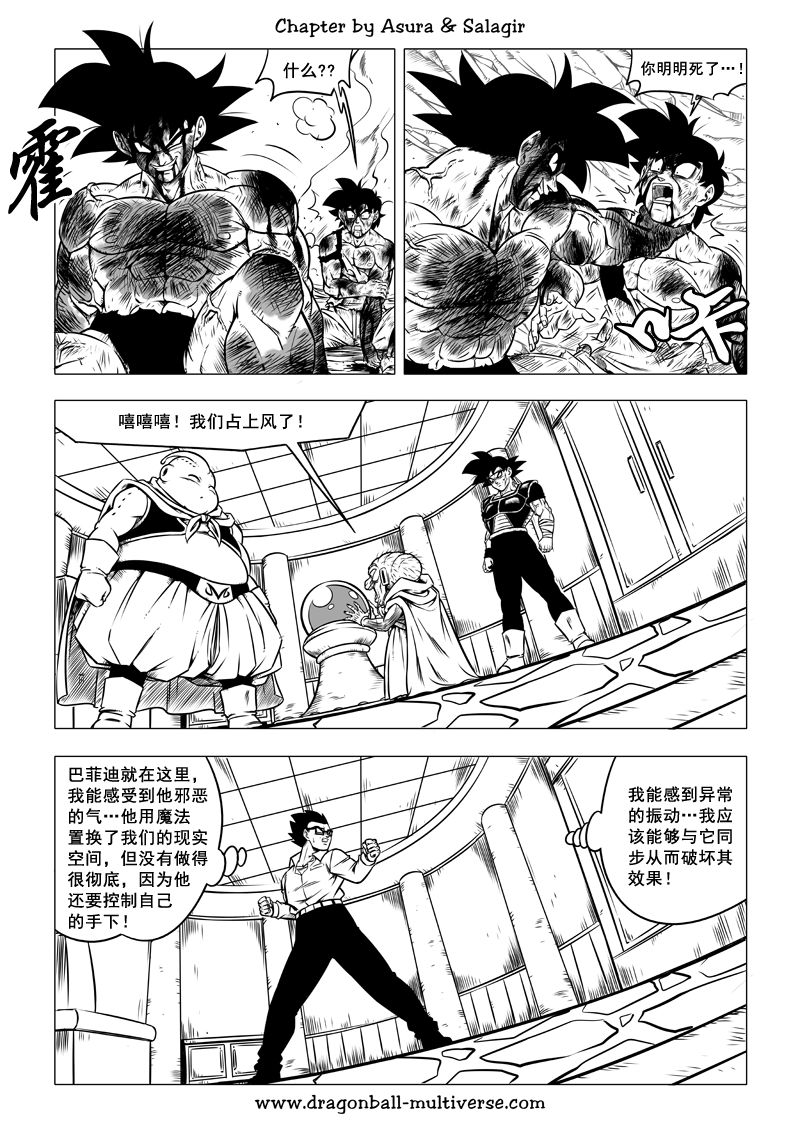 Chapter by Asura & Salagir
什么??
霍
你明明死了…!
咔
嘻嘻嘻!我们占上风了!
巴菲迪就在这里,
我能感受到他邪恶
的气…他用魔法
置换了我们的现实
空间，但没有做得
很彻底，因为他
还要控制自己
的手下!
我能感到异常
的振动…我应
该能够与它同
步从而破坏其
效果!
www.dragonball-multiverse.com